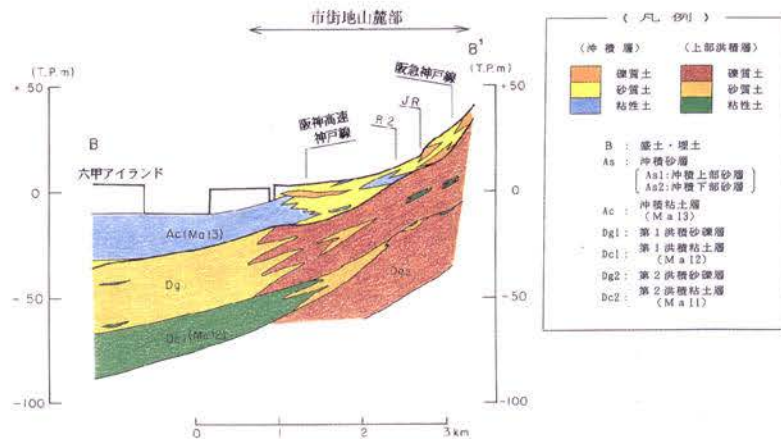 市街地山麓部
B'
(T.P.m)
(T.P.m)
阪急神戸線
+50
+50
JR
R2
阪神高速
神戸線
B
六甲アイランド
0
0
Ac(Ma13)
Dg
Dg2
-50
-50
Dc1(Ma12)
-100
-100
0
1
2
3km
(凡例)
(沖積層)
(上部洪積層)
礫質土
礫質土
砂質土
砂質土
粘性土
粘性土
B : 盛土・埋土
As : 沖積砂層
As1:沖積上部砂層
As2:沖積下部砂層
Ac : 沖積粘土層
(Ma13)
Dg1 : 第1洪積砂礫層
Dc1 : 第1洪積粘土層
(Ma12)
Dg2 : 第2洪積砂礫層
Dc2 : 第2洪積粘土層
(Ma11)